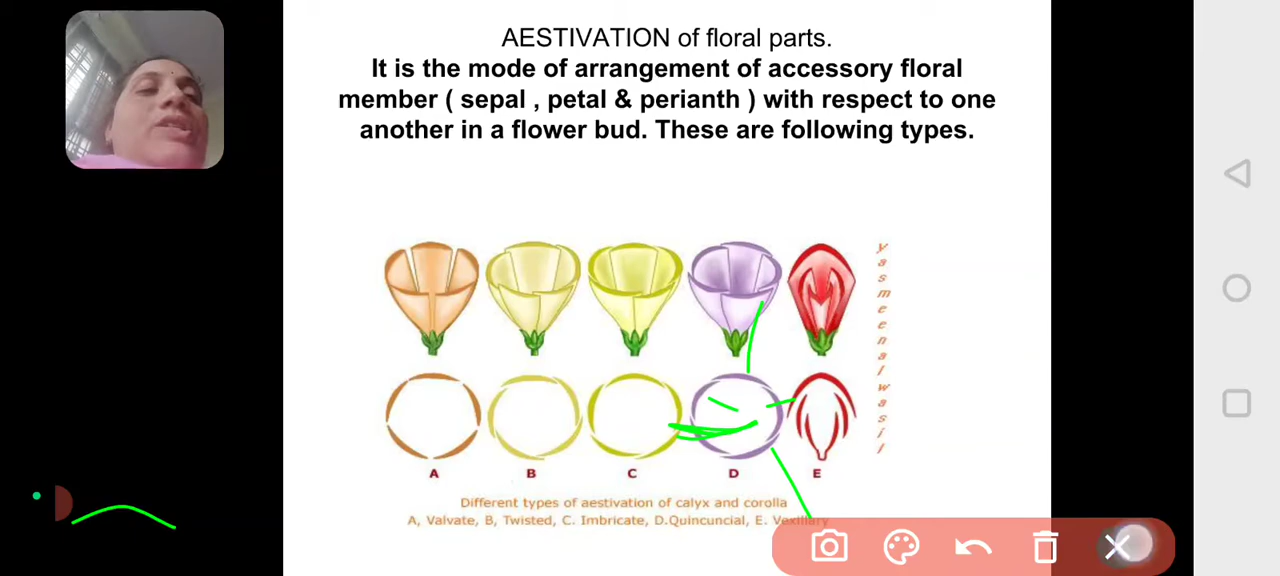 AESTIVATION of floral parts.
It is the mode of arrangement of accessory floral
member ( sepal , petal & perianth ) with respect to one
another in a flower bud. These are following types.
yasmeenalwasil
A B C D E
Different types of aestivation of calyx and corolla
A, Valvate, B, Twisted, C. Imbricate, D.Quincuncial, E. Vexillary